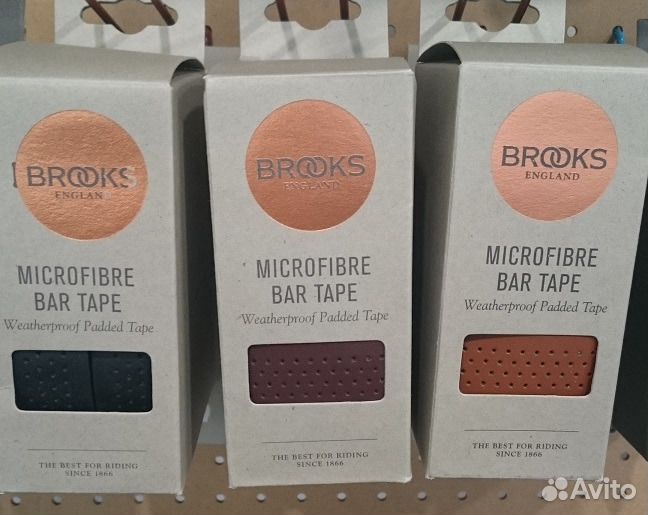 BROOKS
ENGLAN
MICROFIBRE
BAR TAPE
Weatherproof Padded Tape
THE BEST FOR RIDING
SINCE 1866
BROOKS
ENGLAND
MICROFIBRE
BAR TAPE
Weatherproof Padded Tape
THE BEST FOR RIDING
SINCE 1866
BROOKS
ENGLAND
MICROFIBRE
BAR TAPE
Weatherproof Padded Tape
THE BEST FOR RIDING
SINCE 1866
Avito